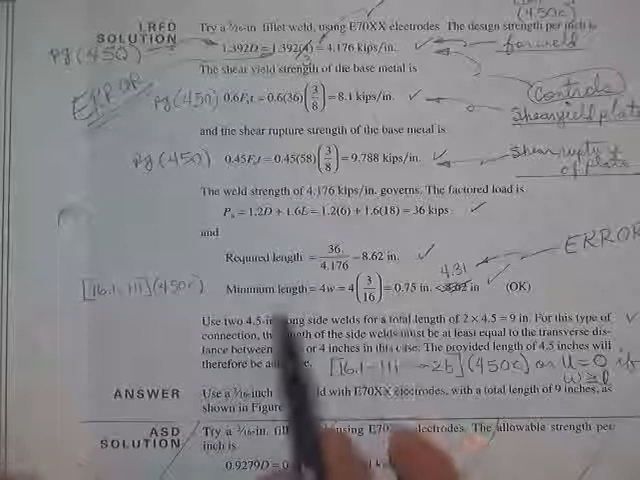 (450c)
LRFD Try a 3/16-in fillet weld, using E70XX electrodes. The design strength per inch is
SOLUTION 1.392D = 1.392(3) = 4.176 kips/in. ✓ for weld
pg(450)
The shear yield strength of the base metal is
ERROR
Controls
pg(450) 0.6Fyt = 0.6(36)(3/8) = 8.1 kips/in. ✓ Shear yield plate
and the shear rupture strength of the base metal is
pg(450) 0.45Fut = 0.45(58)(3/8) = 9.788 kips/in. ✓ Shear of plate
The weld strength of 4.176 kips/in. governs. The factored load is
Pu = 1.2D + 1.6L = 1.2(6) + 1.6(18) = 36 kips ✓
and
ERROR
Required length = 36/4.176 = 8.62 in. ✓
4.31
[16.1-111](450c) Minimum length = 4w = 4(3/16) = 0.75 in. < in ✓ (OK)
Use two 4.5-in long side welds for a total length of 2 × 4.5 = 9 in. For this type of ✓
connection, the length of the side welds must be at least equal to the transverse dis-
tance between or 4 inches in this case. The provided length of 4.5 inches will
therefore be [16.1-111-2b](450c) or U=0 if
w ≥ l
ANSWER Use a 3/16-inch weld with E70XX electrodes, with a total length of 9 inches, as
shown in Figure
ASD Try a 3/16-in. using E70 electrodes. The allowable strength per
SOLUTION inch is
0.9279D = 0.